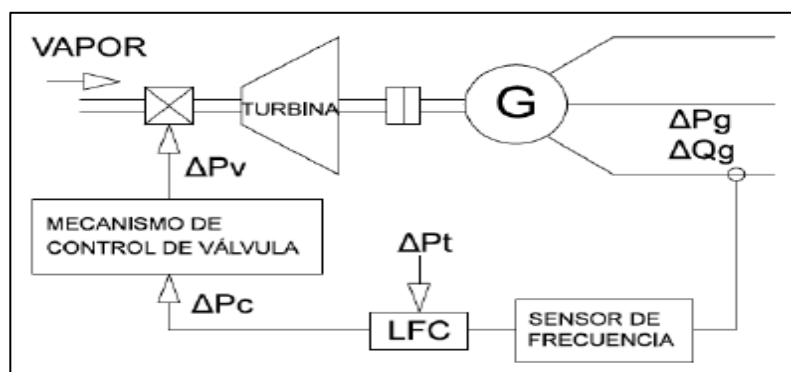 VAPOR
TURBINA
G
ΔPg
ΔQg
ΔPv
MECANISMO DE
CONTROL DE VÁLVULA
ΔPt
ΔPc
LFC
SENSOR DE
FRECUENCIA